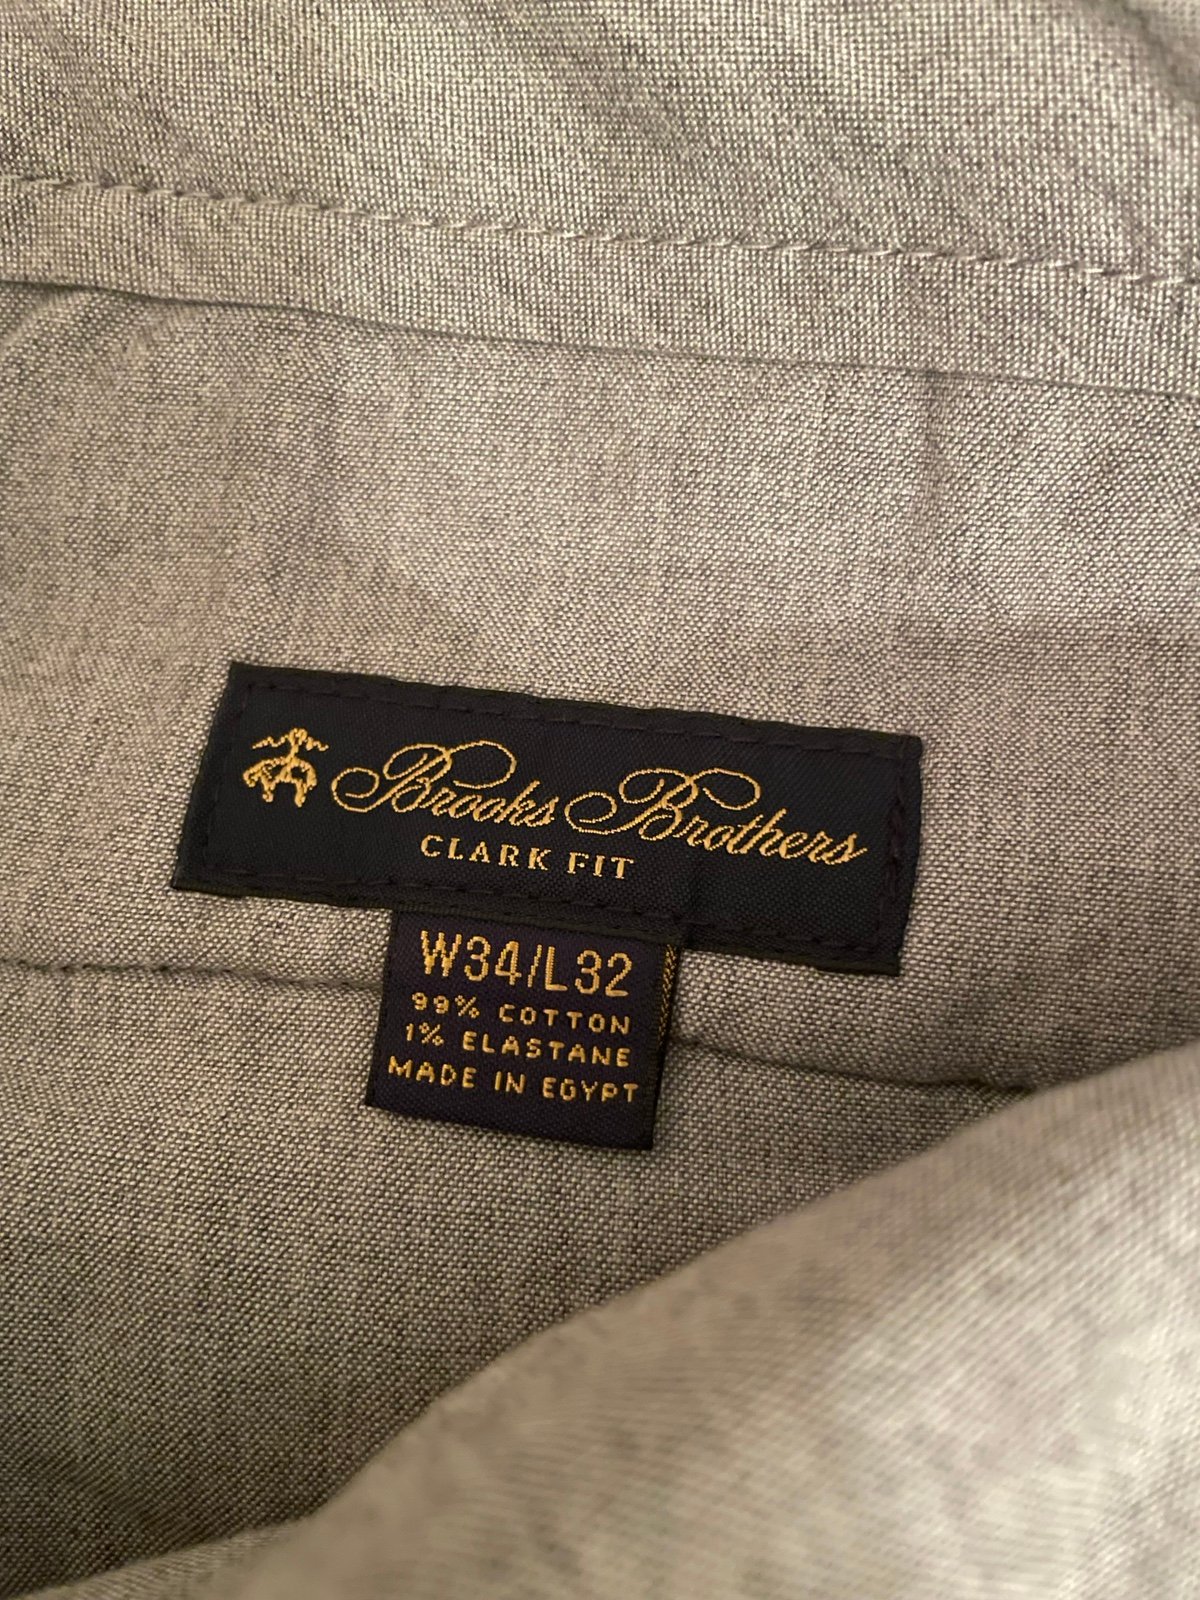 Brooks Brothers
CLARK FIT
W34/L32
99% COTTON
1% ELASTANE
MADE IN EGYPT